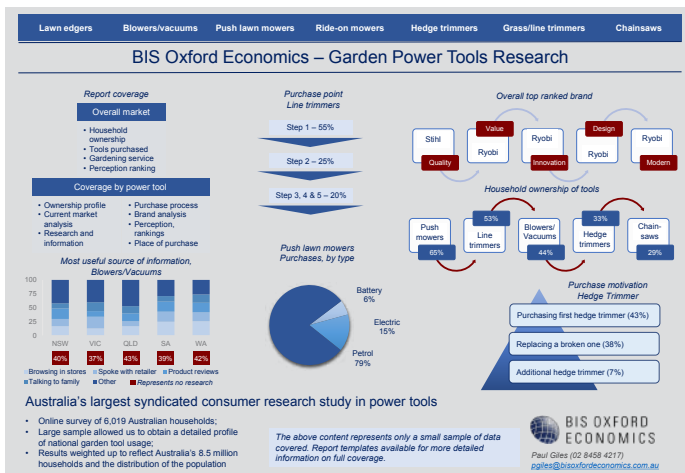 Lawn edgers
Blowers/vacuums
Push lawn mowers
Ride-on mowers
Hedge trimmers
Grass/line trimmers
Chainsaws
BIS Oxford Economics – Garden Power Tools Research
Report coverage
Overall market
• Household
ownership
• Tools purchased
• Gardening service
• Perception ranking
Coverage by power tool
• Ownership profile
• Current market
analysis
• Research and
information
• Purchase process
• Brand analysis
• Perception,
rankings
• Place of purchase
Most useful source of information,
Blowers/Vacuums
100
75
50
25
0
NSW
VIC
QLD
SA
WA
40%
37%
43%
39%
42%
Browsing in stores
Spoke with retailer
Product reviews
Talking to family
Other
Represents no research
Purchase point
Line trimmers
Step 1 – 55%
Step 2 – 25%
Step 3, 4 & 5 – 20%
Push lawn mowers
Purchases, by type
Battery
6%
Electric
15%
Petrol
79%
Overall top ranked brand
Stihl
Quality
Value
Ryobi
Ryobi
Innovation
Design
Ryobi
Ryobi
Modern
Household ownership of tools
Push
mowers
65%
53%
Line
trimmers
Blowers/
Vacuums
44%
33%
Hedge
trimmers
Chain-
saws
29%
Purchase motivation
Hedge Trimmer
Purchasing first hedge trimmer (43%)
Replacing a broken one (38%)
Additional hedge trimmer (7%)
Australia's largest syndicated consumer research study in power tools
• Online survey of 6,019 Australian households;
• Large sample allowed us to obtain a detailed profile
of national garden tool usage;
• Results weighted up to reflect Australia's 8.5 million
households and the distribution of the population
The above content represents only a small sample of data
covered. Report templates available for more detailed
information on full coverage.
BIS OXFORD
ECONOMICS
Paul Giles (02 8458 4217)
pgiles@bisoxfordeconomics.com.au